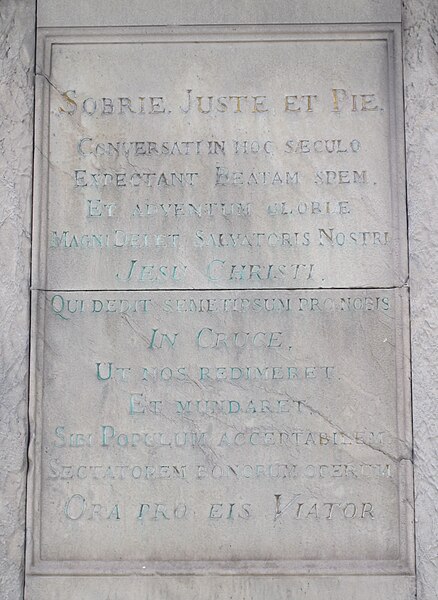 SOBRIE, JUSTE ET PIE,
CONVERSATI IN HOC SÆCULO
EXPECTANT BEATAM SPEM,
ET ADVENTUM GLORIÆ
MAGNI DEI ET SALVATORIS NOSTRI
JESU CHRISTI,
QUI DEDIT SEMETIPSUM PRO NOBIS
IN CRUCE,
UT NOS REDIMERET,
ET MUNDARET
SIBI POPULUM ACCEPTABILEM
SECTATOREM BONORUM OPERUM
ORA PRO EIS VIATOR